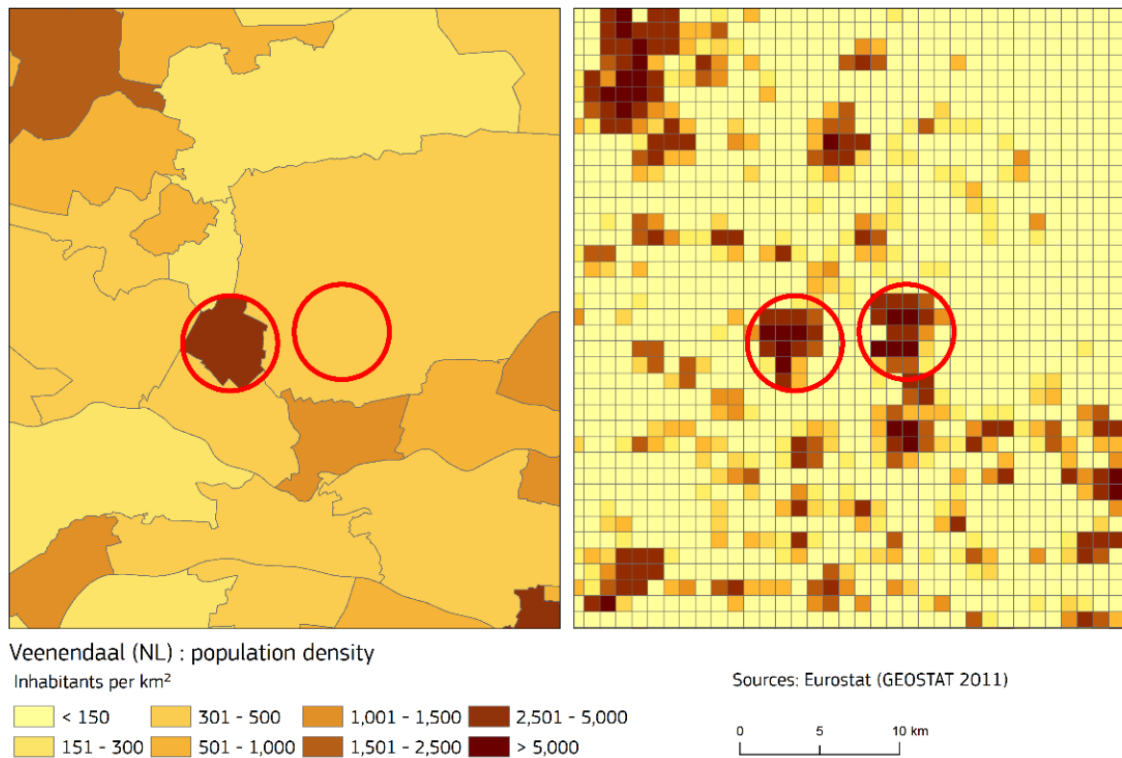 Veenendaal (NL) : population density
Inhabitants per km²
Sources: Eurostat (GEOSTAT 2011)
< 150 301 - 500 1,001 - 1,500 2,501 - 5,000
151 - 300 501 - 1,000 1,501 - 2,500 > 5,000
0 5 10 km